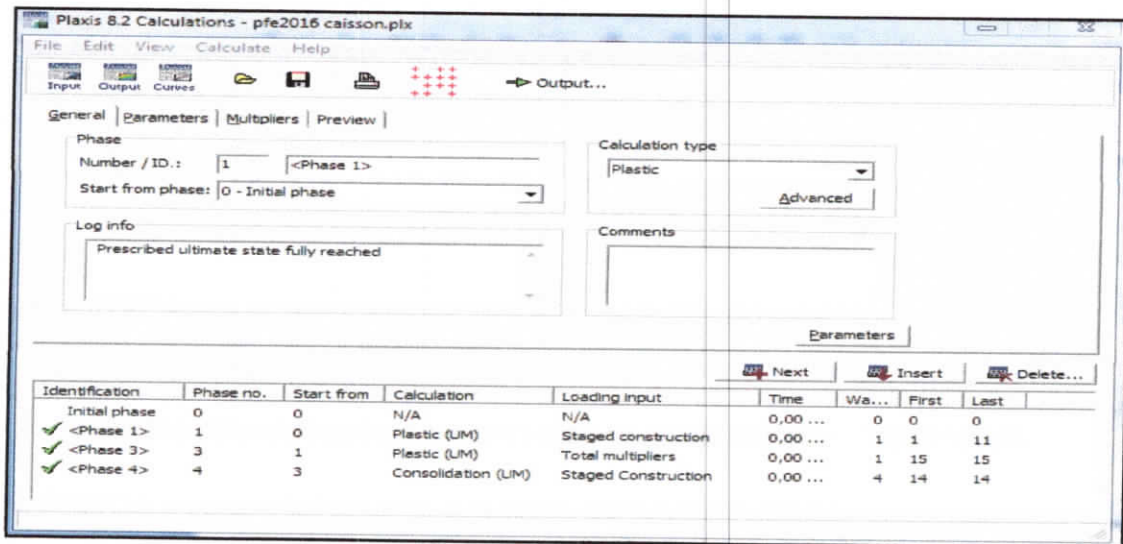 Plaxis 8.2 Calculations - pfe2016 caisson.plx
File Edit View Calculate Help
Input Output Curves Output...
General Parameters Multipliers Preview
Phase
Number / ID.: 1 <Phase 1>
Start from phase: 0 - Initial phase
Calculation type
Plastic
Advanced
Log info
Prescribed ultimate state fully reached
Comments
Parameters
Next Insert Delete...
Identification Phase no. Start from Calculation Loading input Time Wa... First Last
Initial phase 0 0 N/A N/A 0,00 ... 0 0 0
<Phase 1> 1 0 Plastic (UM) Staged construction 0,00 ... 1 1 11
<Phase 3> 3 1 Plastic (UM) Total multipliers 0,00 ... 1 15 15
<Phase 4> 4 3 Consolidation (UM) Staged Construction 0,00 ... 4 14 14